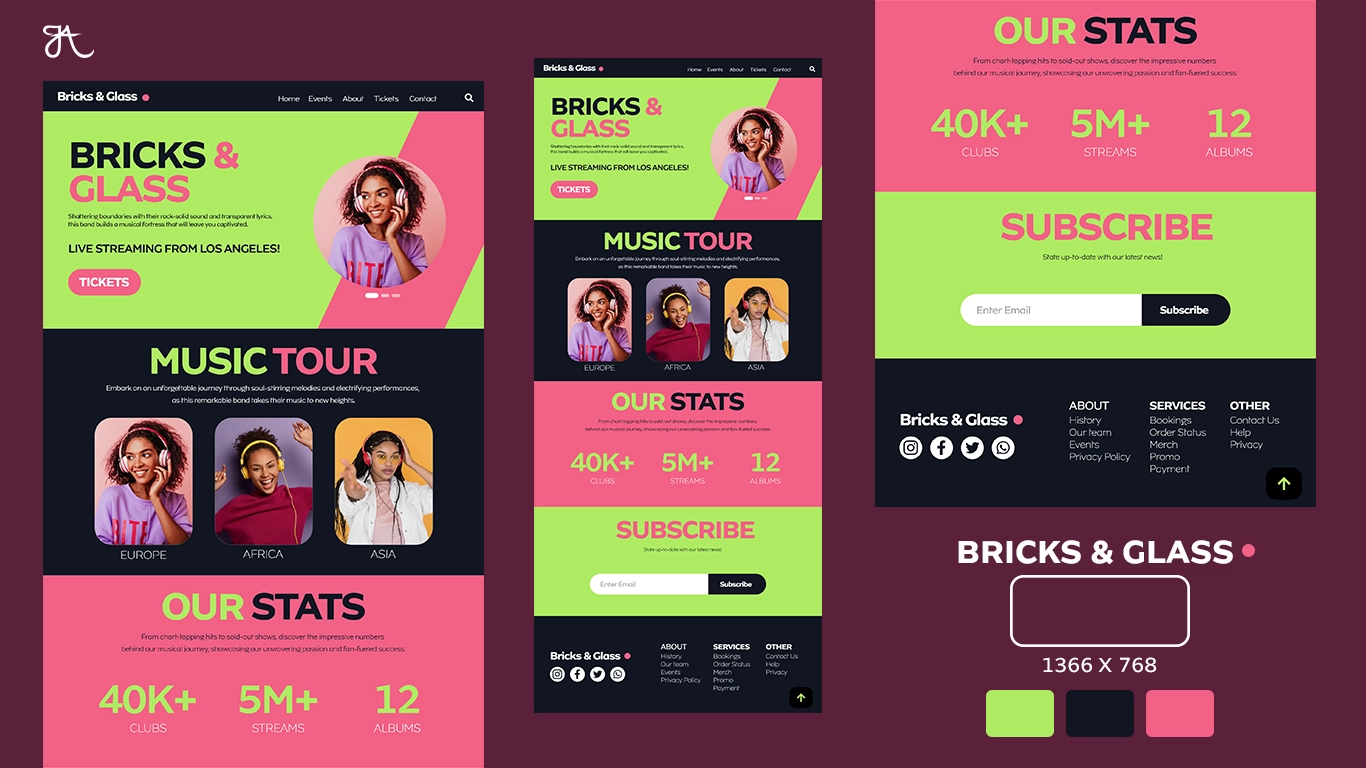 JA
Bricks & Glass
Home Events About Tickets Contact
BRICKS &
GLASS
Shattering boundaries with their rock-solid sound and transparent lyrics,
this band builds a musical fortress that will leave you captivated.
LIVE STREAMING FROM LOS ANGELES!
TICKETS
BITE
MUSIC TOUR
Embark on an unforgettable journey through soul-stirring melodies and electrifying performances,
as this remarkable band takes their music to new heights.
BITE
EUROPE AFRICA ASIA
OUR STATS
From chart-topping hits to sold-out shows, discover the impressive numbers
behind our musical journey, showcasing our unwavering passion and fan-fueled success.
40K+ 5M+ 12
CLUBS STREAMS ALBUMS
Bricks & Glass
Home Events About Tickets Contact
BRICKS &
GLASS
Shattering boundaries with their rock-solid sound and transparent lyrics,
this band builds a musical fortress that will leave you captivated.
LIVE STREAMING FROM LOS ANGELES!
TICKETS
BITE
MUSIC TOUR
Embark on an unforgettable journey through soul-stirring melodies and electrifying performances,
as this remarkable band takes their music to new heights.
BITE
EUROPE AFRICA ASIA
OUR STATS
From chart-topping hits to sold-out shows, discover the impressive numbers
behind our musical journey, showcasing our unwavering passion and fan-fueled success.
40K+ 5M+ 12
CLUBS STREAMS ALBUMS
SUBSCRIBE
State up-to-date with our latest news!
Enter Email Subscribe
Bricks & Glass
ABOUT
History
Our team
Events
Privacy Policy
SERVICES
Bookings
Order Status
Merch
Promo
Payment
OTHER
Contact Us
Help
Privacy
OUR STATS
From chart-topping hits to sold-out shows, discover the impressive numbers
behind our musical journey, showcasing our unwavering passion and fan-fueled success.
40K+ 5M+ 12
CLUBS STREAMS ALBUMS
SUBSCRIBE
State up-to-date with our latest news!
Enter Email Subscribe
Bricks & Glass
ABOUT
History
Our team
Events
Privacy Policy
SERVICES
Bookings
Order Status
Merch
Promo
Payment
OTHER
Contact Us
Help
Privacy
BRICKS & GLASS
1366 X 768